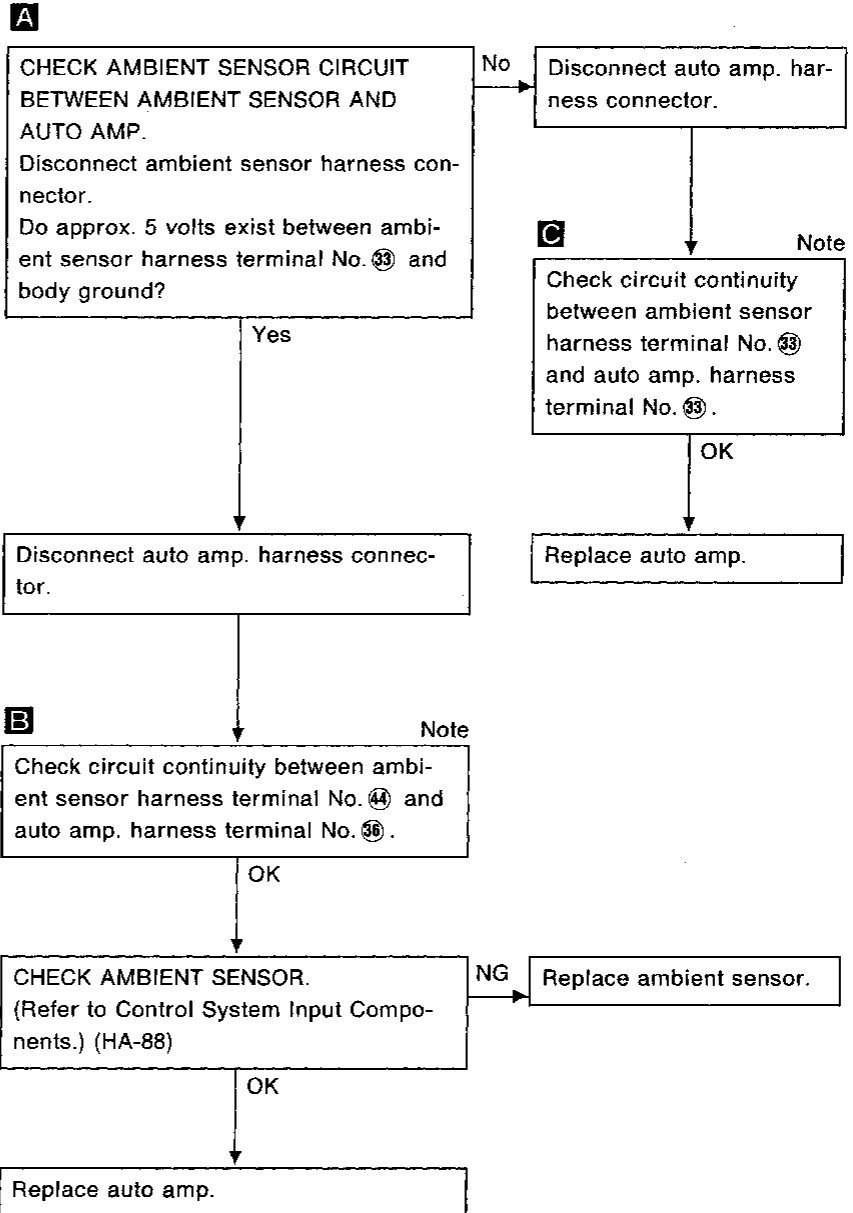 A
CHECK AMBIENT SENSOR CIRCUIT
BETWEEN AMBIENT SENSOR AND
AUTO AMP.
Disconnect ambient sensor harness con-
nector.
Do approx. 5 volts exist between ambi-
ent sensor harness terminal No. ㉝ and
body ground?
No
Disconnect auto amp. har-
ness connector.
C
Note
Check circuit continuity
between ambient sensor
harness terminal No. ㉝
and auto amp. harness
terminal No. ㉝.
OK
Replace auto amp.
Yes
Disconnect auto amp. harness connec-
tor.
B
Note
Check circuit continuity between ambi-
ent sensor harness terminal No. ㊹ and
auto amp. harness terminal No. ㊱.
OK
CHECK AMBIENT SENSOR.
(Refer to Control System Input Compo-
nents.) (HA-88)
NG
Replace ambient sensor.
OK
Replace auto amp.